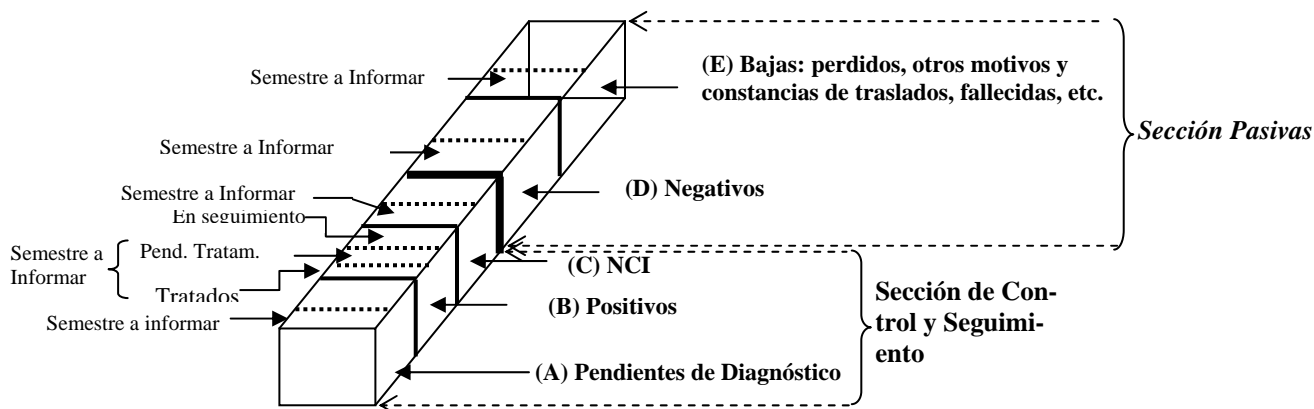 Semestre a Informar
(E) Bajas: perdidos, otros motivos y
constancias de traslados, fallecidas, etc.
Sección Pasivas
Semestre a Informar
Semestre a Informar
(D) Negativos
En seguimiento
Semestre a
Informar
Pend. Tratam.
(C) NCI
Tratados
(B) Positivos
Sección de Con-
trol y Seguimi-
ento
Semestre a informar
(A) Pendientes de Diagnóstico